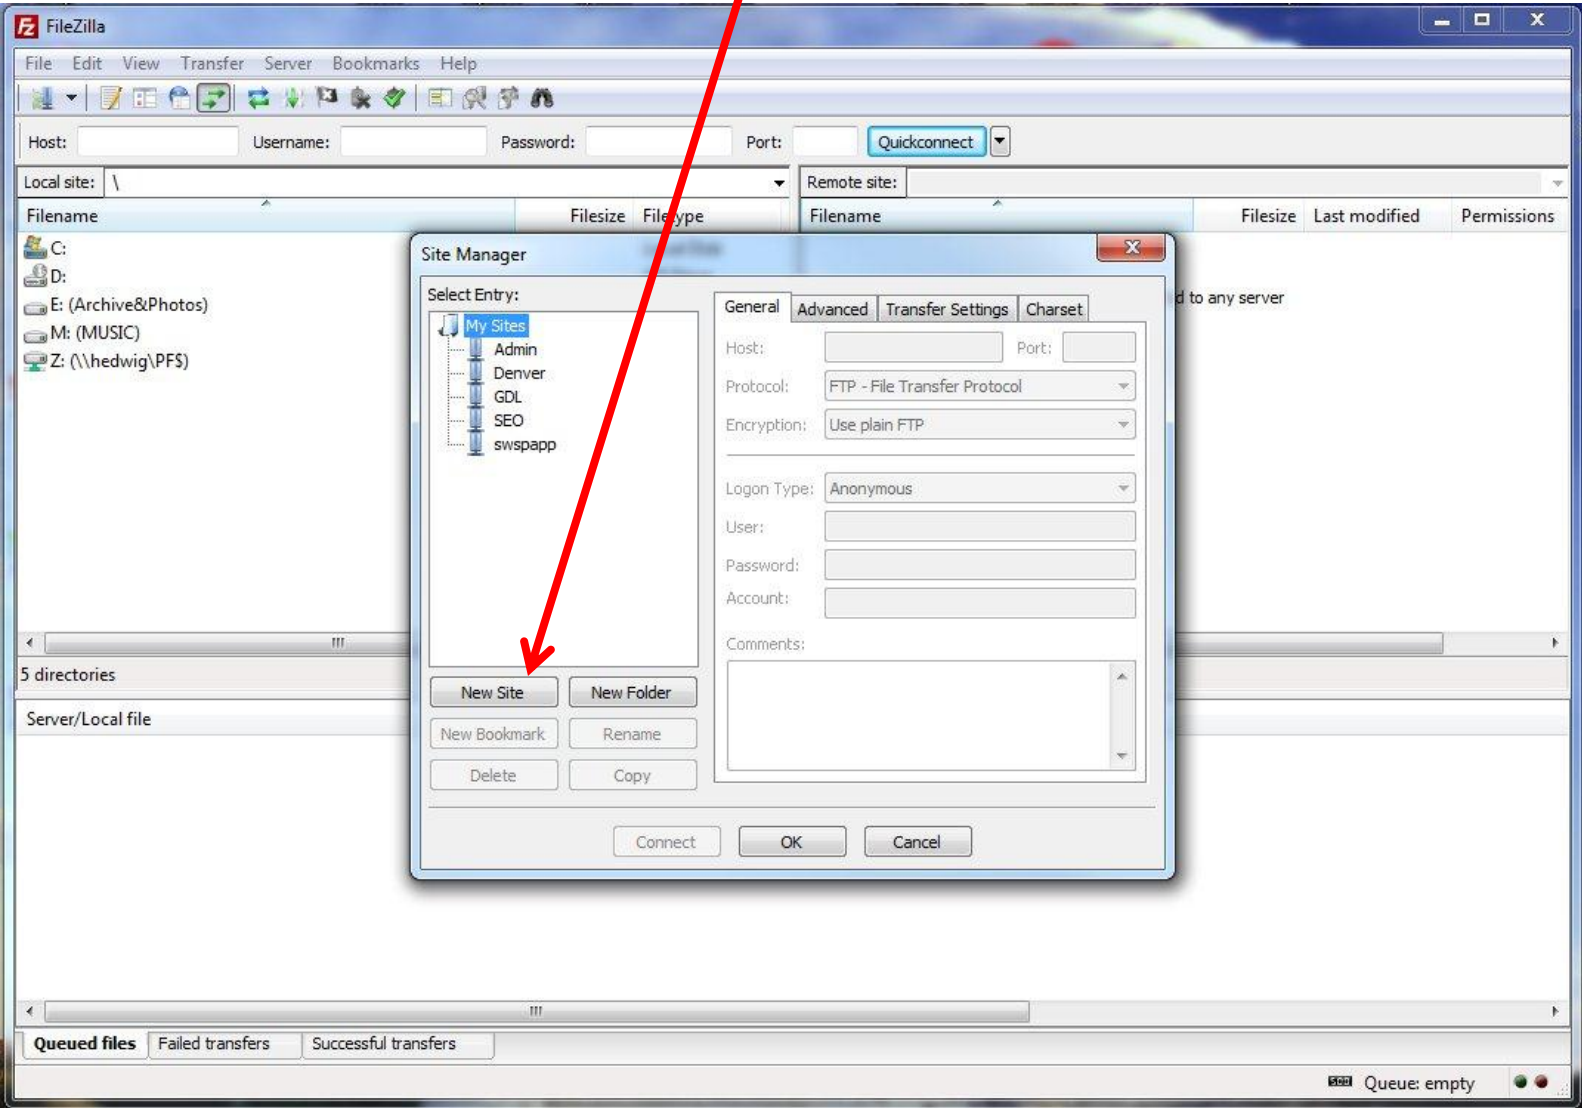 FileZilla
File Edit View Transfer Server Bookmarks Help
Host: Username: Password: Port: Quickconnect
Local site: \
Remote site:
Filename Filesize Filetype
Filename Filesize Last modified Permissions
C:
D:
E: (Archive&Photos)
M: (MUSIC)
Z: (\\hedwig\PF$)
d to any server
5 directories
Site Manager
Select Entry:
My Sites
Admin
Denver
GDL
SEO
swspapp
New Site New Folder
New Bookmark Rename
Delete Copy
General Advanced Transfer Settings Charset
Host: Port:
Protocol: FTP - File Transfer Protocol
Encryption: Use plain FTP
Logon Type: Anonymous
User:
Password:
Account:
Comments:
Connect OK Cancel
Server/Local file
Queued files Failed transfers Successful transfers
Queue: empty